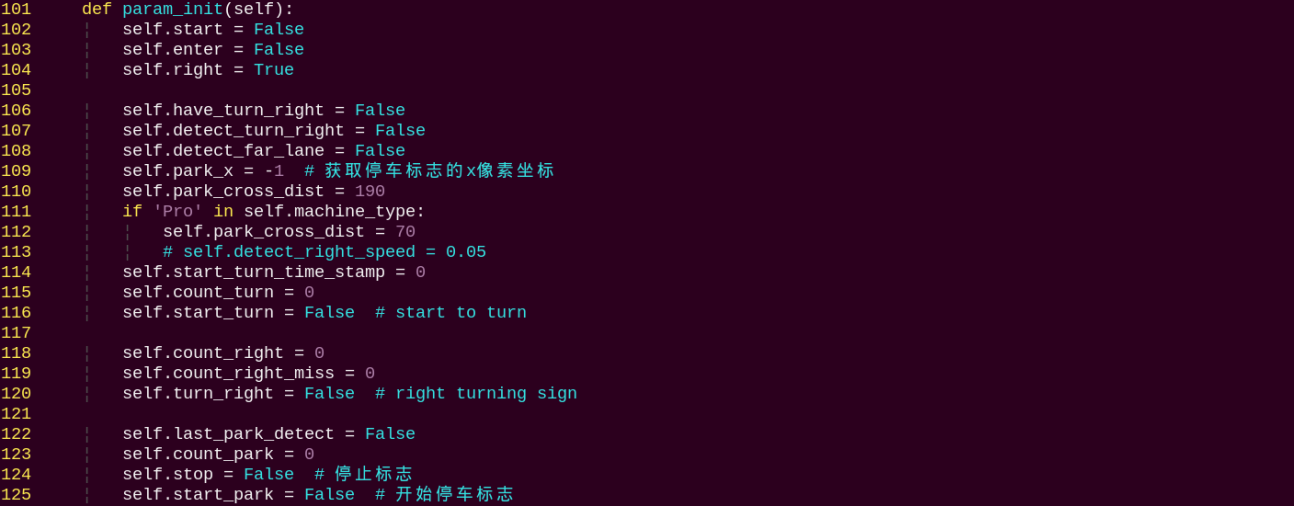 101     def param_init(self):
102         self.start = False
103         self.enter = False
104         self.right = True
105
106         self.have_turn_right = False
107         self.detect_turn_right = False
108         self.detect_far_lane = False
109         self.park_x = -1  # 获取停车标志的x像素坐标
110         self.park_cross_dist = 190
111         if 'Pro' in self.machine_type:
112             self.park_cross_dist = 70
113             # self.detect_right_speed = 0.05
114         self.start_turn_time_stamp = 0
115         self.count_turn = 0
116         self.start_turn = False  # start to turn
117
118         self.count_right = 0
119         self.count_right_miss = 0
120         self.turn_right = False  # right turning sign
121
122         self.last_park_detect = False
123         self.count_park = 0
124         self.stop = False  # 停止标志
125         self.start_park = False  # 开始停车标志